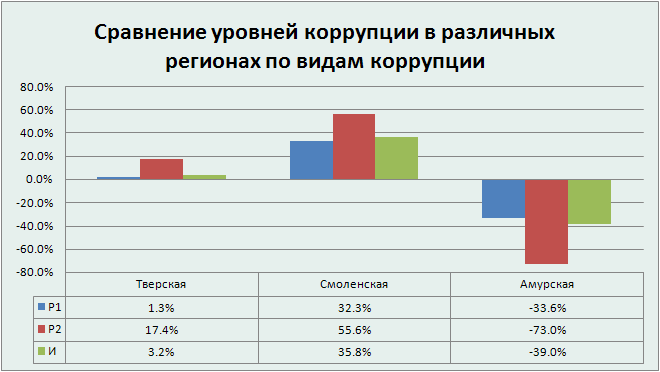 Сравнение уровней коррупции в различных
регионах по видам коррупции
80.0%
60.0%
40.0%
20.0%
0.0%
-20.0%
-40.0%
-60.0%
-80.0%
Тверская Смоленская Амурская
Р1 1.3% 32.3% -33.6%
Р2 17.4% 55.6% -73.0%
И 3.2% 35.8% -39.0%